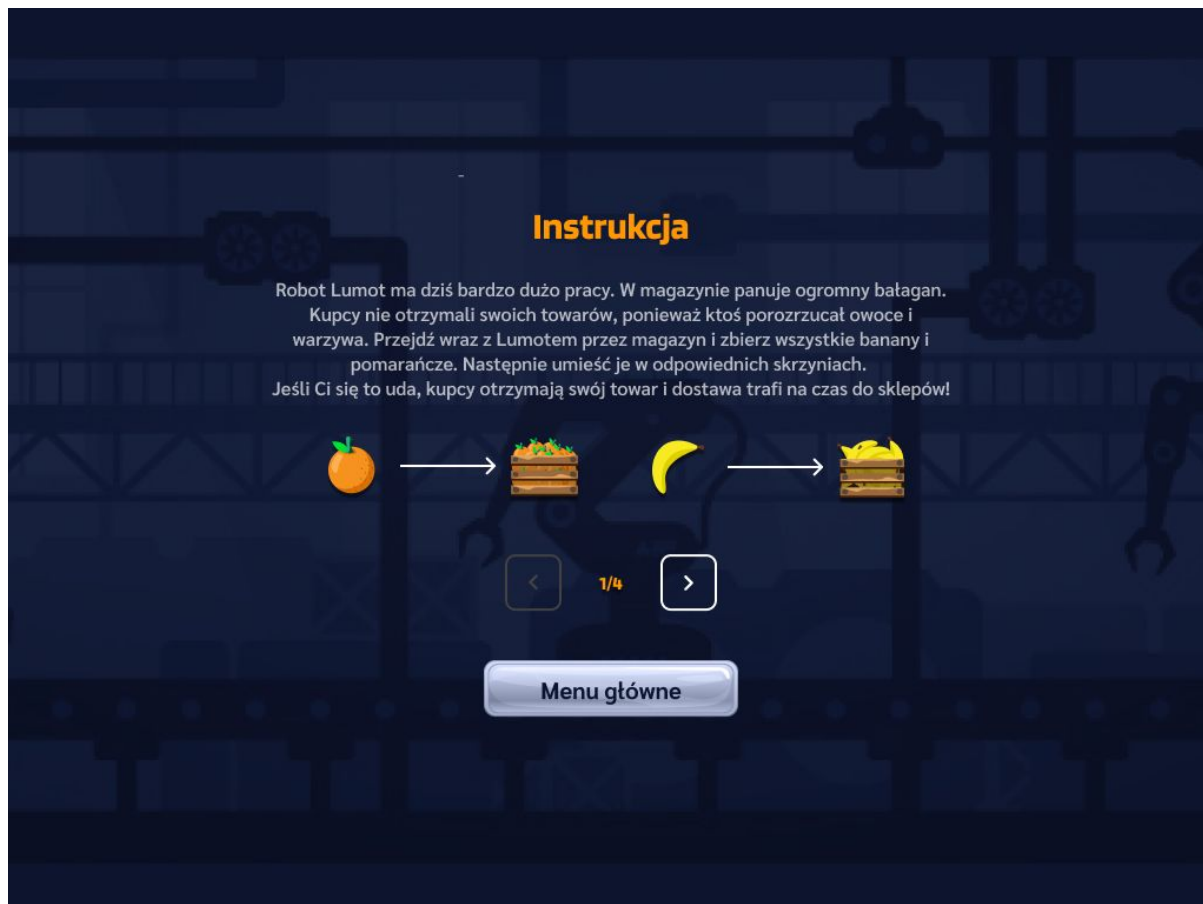 Instrukcja
Robot Lumot ma dziś bardzo dużo pracy. W magazynie panuje ogromny bałagan.
Kupcy nie otrzymali swoich towarów, ponieważ ktoś porozrzucał owoce i
warzywa. Przejdź wraz z Lumotem przez magazyn i zbierz wszystkie banany i
pomarańcze. Następnie umieść je w odpowiednich skrzyniach.
Jeśli Ci się to uda, kupcy otrzymają swój towar i dostawa trafi na czas do sklepów!
1/4
Menu główne